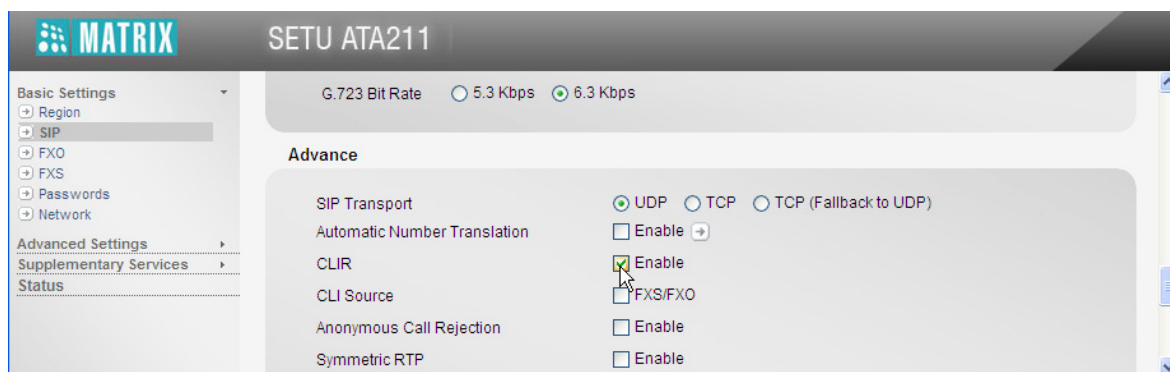 MATRIX SETU ATA211
Basic Settings
Region
SIP
FXO
FXS
Passwords
Network
Advanced Settings
Supplementary Services
Status
G.723 Bit Rate 5.3 Kbps 6.3 Kbps
Advance
SIP Transport UDP TCP TCP (Fallback to UDP)
Automatic Number Translation Enable
CLIR Enable
CLI Source FXS/FXO
Anonymous Call Rejection Enable
Symmetric RTP Enable